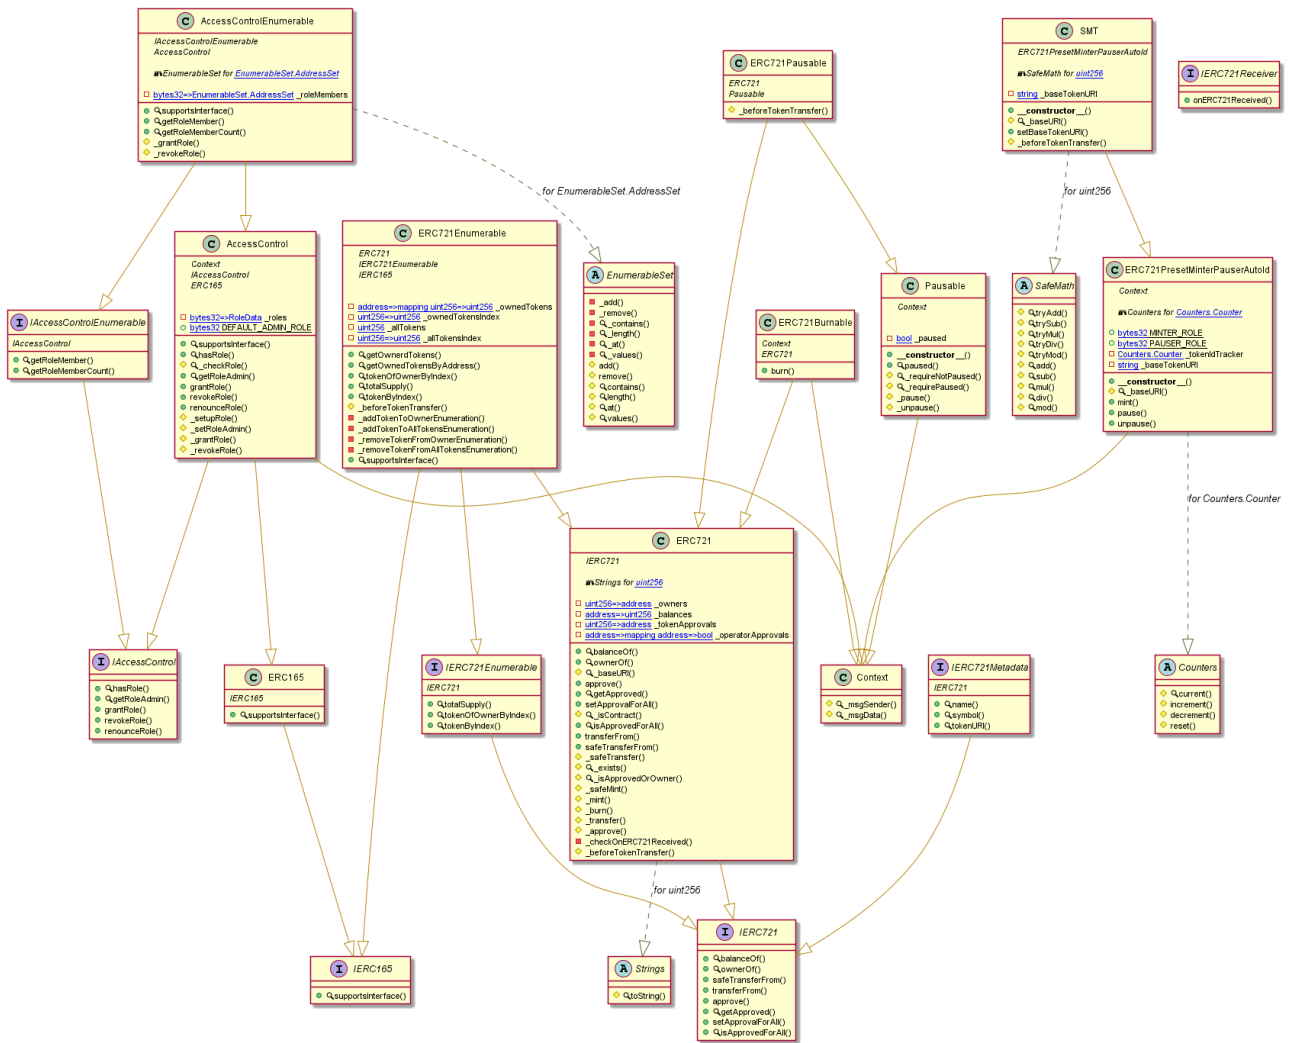 C AccessControlEnumerable
IAccessControlEnumerable
AccessControl
EnumerableSet for EnumerableSet.AddressSet
bytes32=>EnumerableSet.AddressSet _roleMembers
supportsInterface()
getRoleMember()
getRoleMemberCount()
_grantRole()
_revokeRole()
C ERC721Pausable
ERC721
Pausable
_beforeTokenTransfer()
C SMT
ERC721PresetMinterPauserAutoId
SafeMath for uint256
string _baseTokenURI
__constructor__()
_baseURI()
setBaseTokenURI()
_beforeTokenTransfer()
I IERC721Receiver
onERC721Received()
for EnumerableSet.AddressSet
for uint256
C AccessControl
Context
IAccessControl
ERC165
bytes32=>RoleData _roles
bytes32 DEFAULT_ADMIN_ROLE
supportsInterface()
hasRole()
_checkRole()
getRoleAdmin()
grantRole()
revokeRole()
renounceRole()
_setupRole()
_setRoleAdmin()
_grantRole()
_revokeRole()
C ERC721Enumerable
ERC721
IERC721Enumerable
IERC165
address=>mapping uint256=>uint256 _ownedTokens
uint256=>uint256 _ownedTokensIndex
uint256 _allTokens
uint256=>uint256 _allTokensIndex
getOwnerdTokens()
getOwnedTokensByAddress()
tokenOfOwnerByIndex()
totalSupply()
tokenByIndex()
_beforeTokenTransfer()
_addTokenToOwnerEnumeration()
_addTokenToAllTokensEnumeration()
_removeTokenFromOwnerEnumeration()
_removeTokenFromAllTokensEnumeration()
supportsInterface()
A EnumerableSet
_add()
_remove()
_contains()
_length()
_at()
_values()
add()
remove()
contains()
length()
at()
values()
C Pausable
Context
bool _paused
__constructor__()
paused()
_requireNotPaused()
_requirePaused()
_pause()
_unpause()
A SafeMath
tryAdd()
trySub()
tryMul()
tryDiv()
tryMod()
add()
sub()
mul()
div()
mod()
C ERC721PresetMinterPauserAutoId
Context
Counters for Counters.Counter
bytes32 MINTER_ROLE
bytes32 PAUSER_ROLE
Counters.Counter _tokenIdTracker
string _baseTokenURI
__constructor__()
_baseURI()
mint()
pause()
unpause()
I IAccessControlEnumerable
IAccessControl
getRoleMember()
getRoleMemberCount()
C ERC721Burnable
Context
ERC721
burn()
for Counters.Counter
C ERC721
IERC721
Strings for uint256
uint256=>address _owners
address=>uint256 _balances
uint256=>address _tokenApprovals
address=>mapping address=>bool _operatorApprovals
balanceOf()
ownerOf()
_baseURI()
approve()
getApproved()
setApprovalForAll()
_isContract()
isApprovedForAll()
transferFrom()
safeTransferFrom()
_safeTransfer()
_exists()
_isApprovedOrOwner()
_safeMint()
_mint()
_burn()
_transfer()
_approve()
_checkOnERC721Received()
_beforeTokenTransfer()
I IAccessControl
hasRole()
getRoleAdmin()
grantRole()
revokeRole()
renounceRole()
C ERC165
IERC165
supportsInterface()
I IERC721Enumerable
IERC721
totalSupply()
tokenOfOwnerByIndex()
tokenByIndex()
C Context
_msgSender()
_msgData()
I IERC721Metadata
IERC721
name()
symbol()
tokenURI()
A Counters
current()
increment()
decrement()
reset()
for uint256
I IERC165
supportsInterface()
A Strings
toString()
I IERC721
balanceOf()
ownerOf()
safeTransferFrom()
transferFrom()
approve()
getApproved()
setApprovalForAll()
isApprovedForAll()